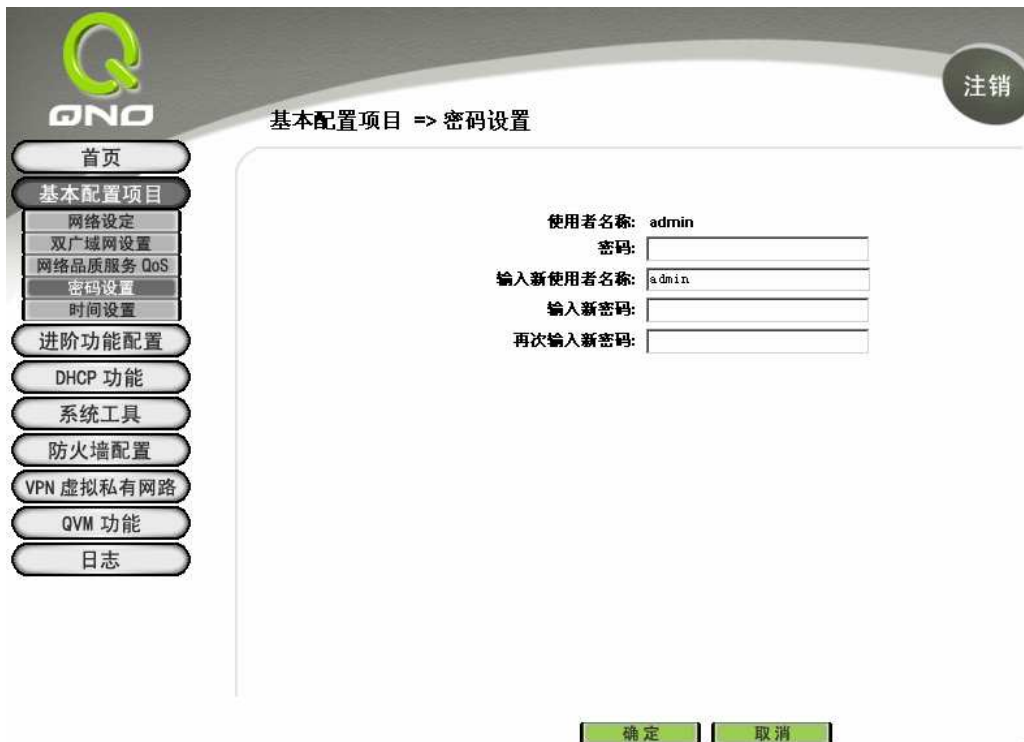 QNO
注销
基本配置项目 => 密码设置
首页
基本配置项目
网络设定
双广域网设置
网络品质服务 QoS
密码设置
时间设置
进阶功能配置
DHCP 功能
系统工具
防火墙配置
VPN 虚拟私有网路
QVM 功能
日志
使用者名称: admin
密码:
输入新使用者名称: admin
输入新密码:
再次输入新密码:
确定 取消